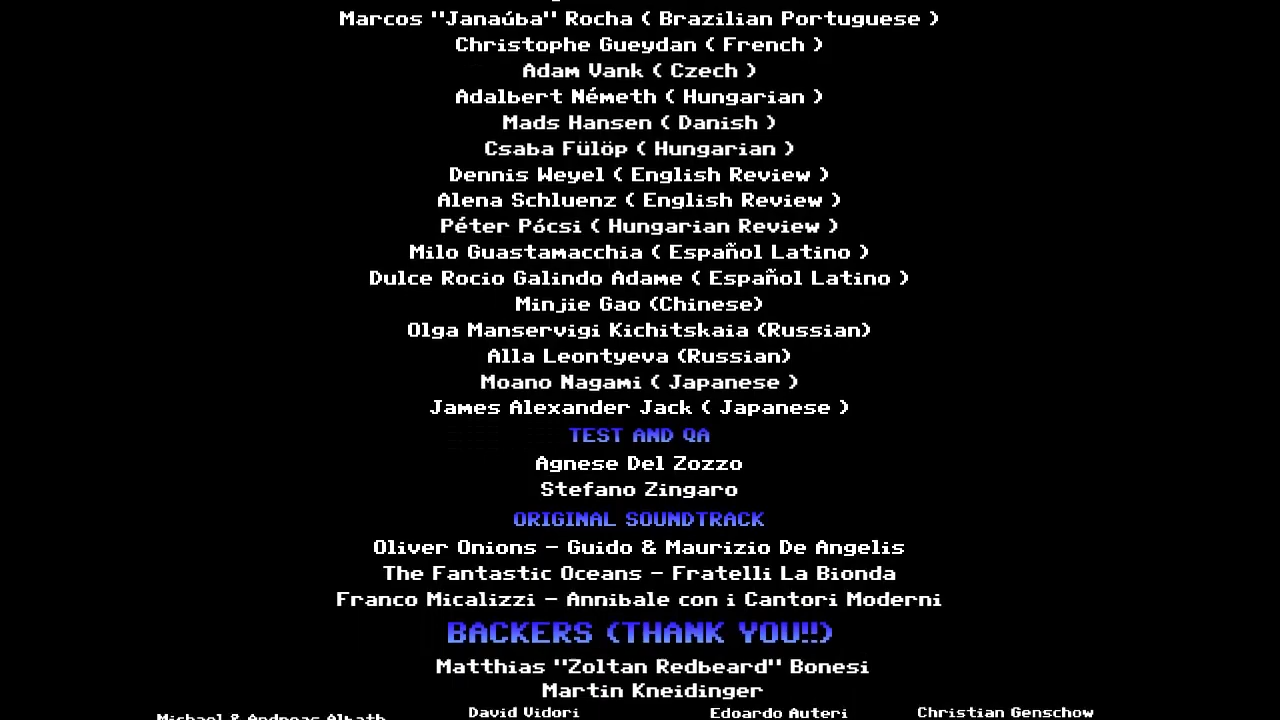 Marcos "Janaúba" Rocha ( Brazilian Portuguese )
Christophe Gueydan ( French )
Adam Vank ( Czech )
Adalbert Németh ( Hungarian )
Mads Hansen ( Danish )
Csaba Fülöp ( Hungarian )
Dennis Weyel ( English Review )
Alena Schluenz ( English Review )
Péter Pócsi ( Hungarian Review )
Milo Guastamacchia ( Español Latino )
Dulce Rocio Galindo Adame ( Español Latino )
Minjie Gao (Chinese)
Olga Manservigi Kichitskaia (Russian)
Alla Leontyeva (Russian)
Moano Nagami ( Japanese )
James Alexander Jack ( Japanese )
TEST AND QA
Agnese Del Zozzo
Stefano Zingaro
ORIGINAL SOUNDTRACK
Oliver Onions - Guido & Maurizio De Angelis
The Fantastic Oceans - Fratelli La Bionda
Franco Micalizzi - Annibale con i Cantori Moderni
BACKERS (THANK YOU!!)
Matthias "Zoltan Redbeard" Bonesi
Martin Kneidinger
Michael & Andreas David Vidori Edoardo Auteri Christian Genschow